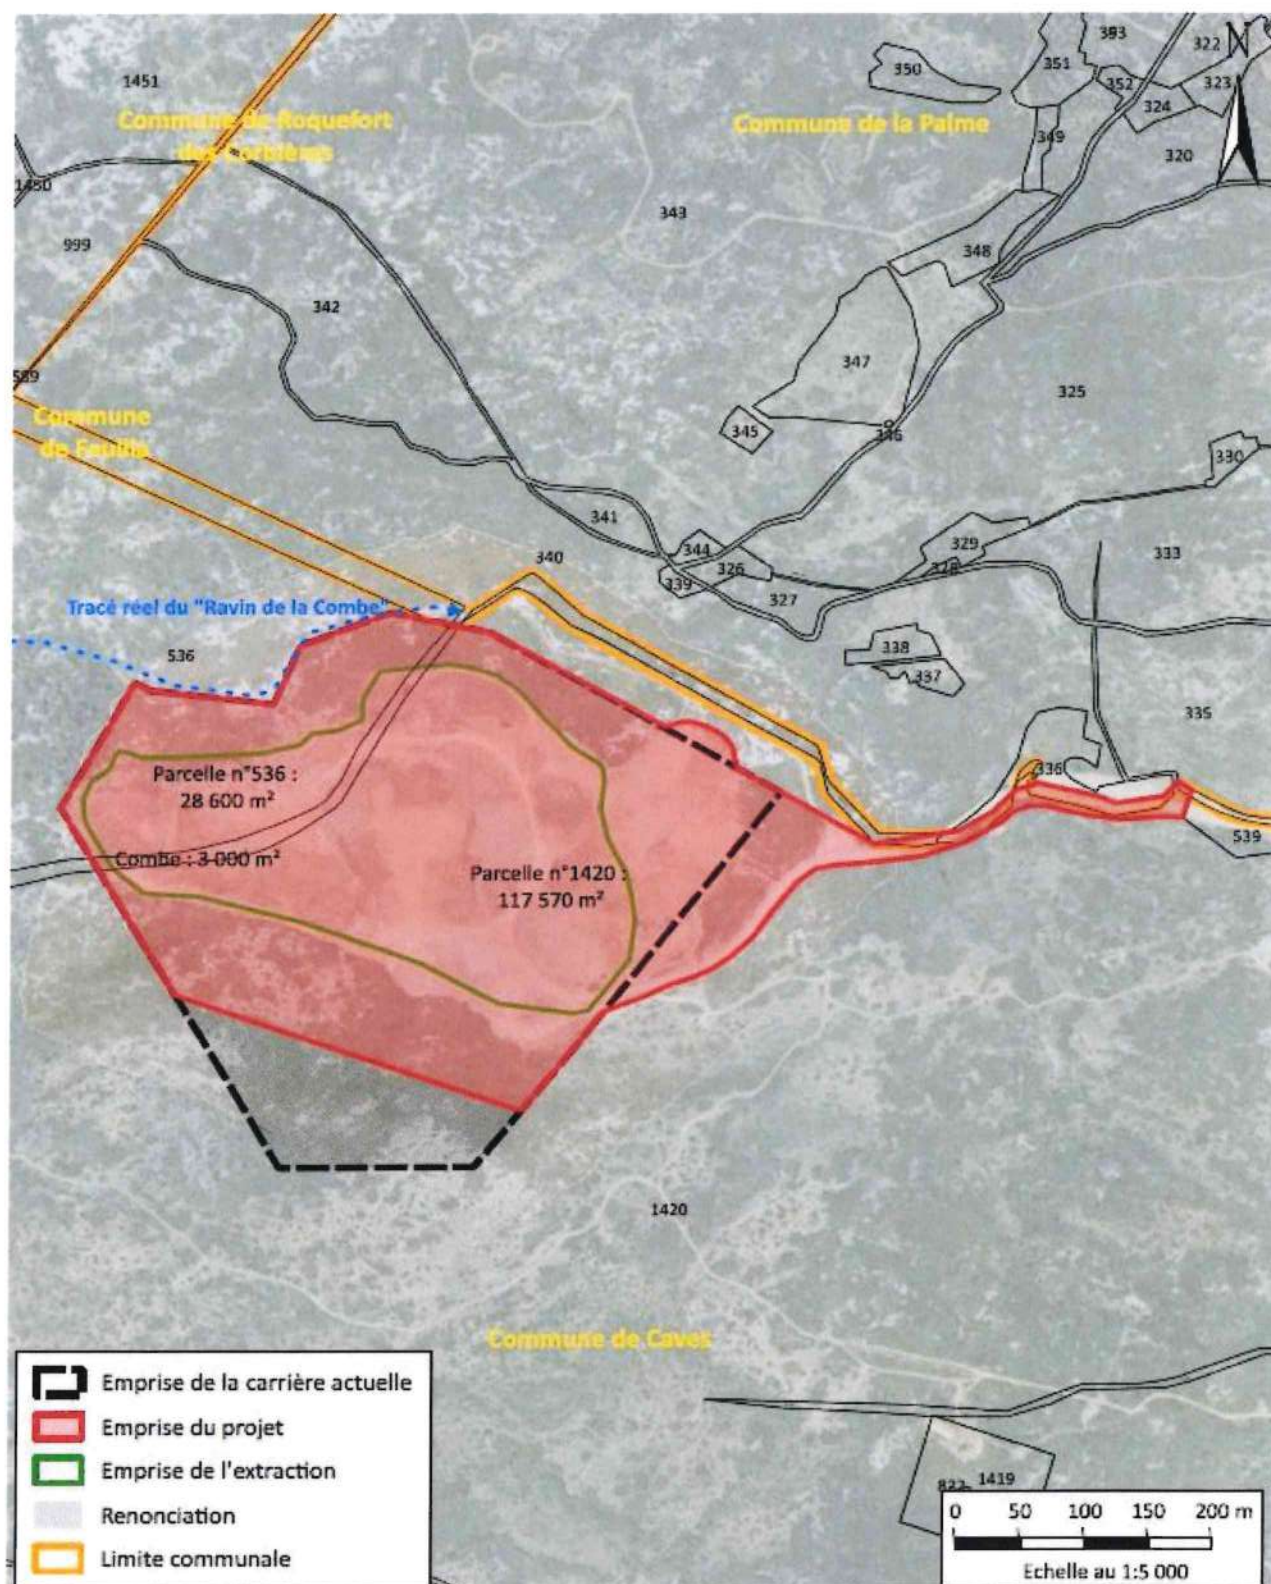 393
322
N
350
351
352
323
324
1451
Commune de Roquefort
des Corbières
Commune de la Palme
349
320
1450
343
999
348
342
347
325
589
Commune
de Feuilla
345
346
330
341
329
340
344
333
326
328
339
327
Tracé réel du "Ravin de la Combe"
536
338
337
335
336
Parcelle n°536 :
28 600 m²
539
Combe : 3 000 m²
Parcelle n°1420 :
117 570 m²
1420
Commune de Caves
Emprise de la carrière actuelle
Emprise du projet
Emprise de l'extraction
Renonciation
Limite communale
822
1419
0 50 100 150 200 m
Echelle au 1:5 000